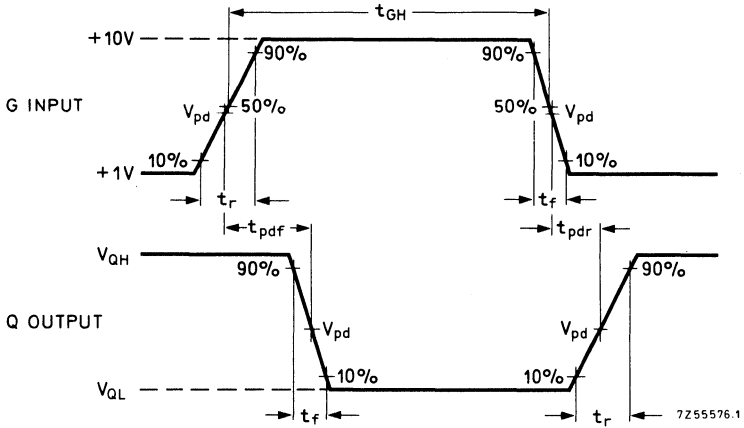 tGH
+10V
90%
90%
G INPUT
Vpd
50%
50%
Vpd
10%
10%
+1V
tr
tf
tpdf
tpdr
VQH
90%
90%
Q OUTPUT
Vpd
Vpd
10%
10%
VQL
tf
tr
7Z55576.1